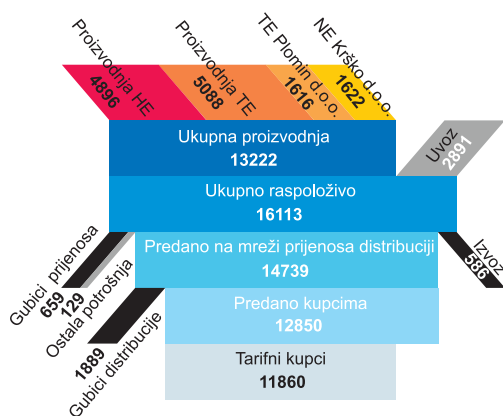 Proizvodnja HE
4896
Proizvodnja TE
5088
TE Plomin d.o.o.
1616
NE Krško d.o.o.
1622
Ukupna proizvodnja
13222
Uvoz
2891
Ukupno raspoloživo
16113
Gubici prijenosa
659
Ostala potrošnja
129
Predano na mreži prijenosa distribuciji
14739
Izvoz
586
Gubici distribucije
1889
Predano kupcima
12850
Tarifni kupci
11860